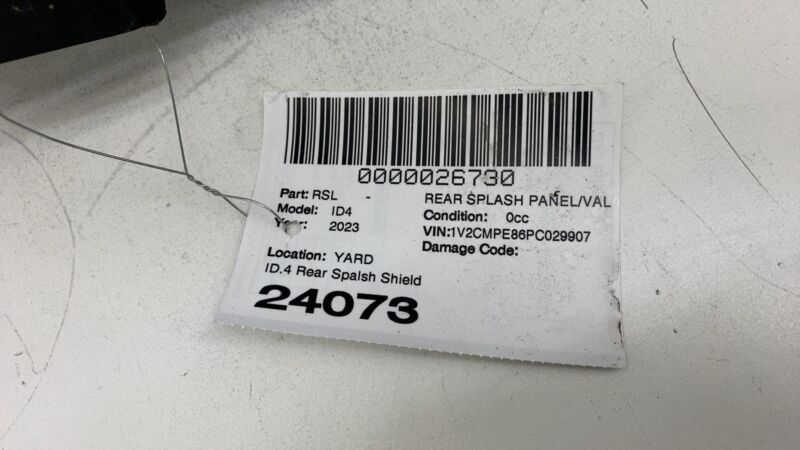 0000026730
Part: RSL - REAR SPLASH PANEL/VAL
Model: ID4 Condition: 0cc
Year: 2023 VIN:1V2CMPE86PC029907
Damage Code:
Location: YARD
ID.4 Rear Spalsh Shield
24073